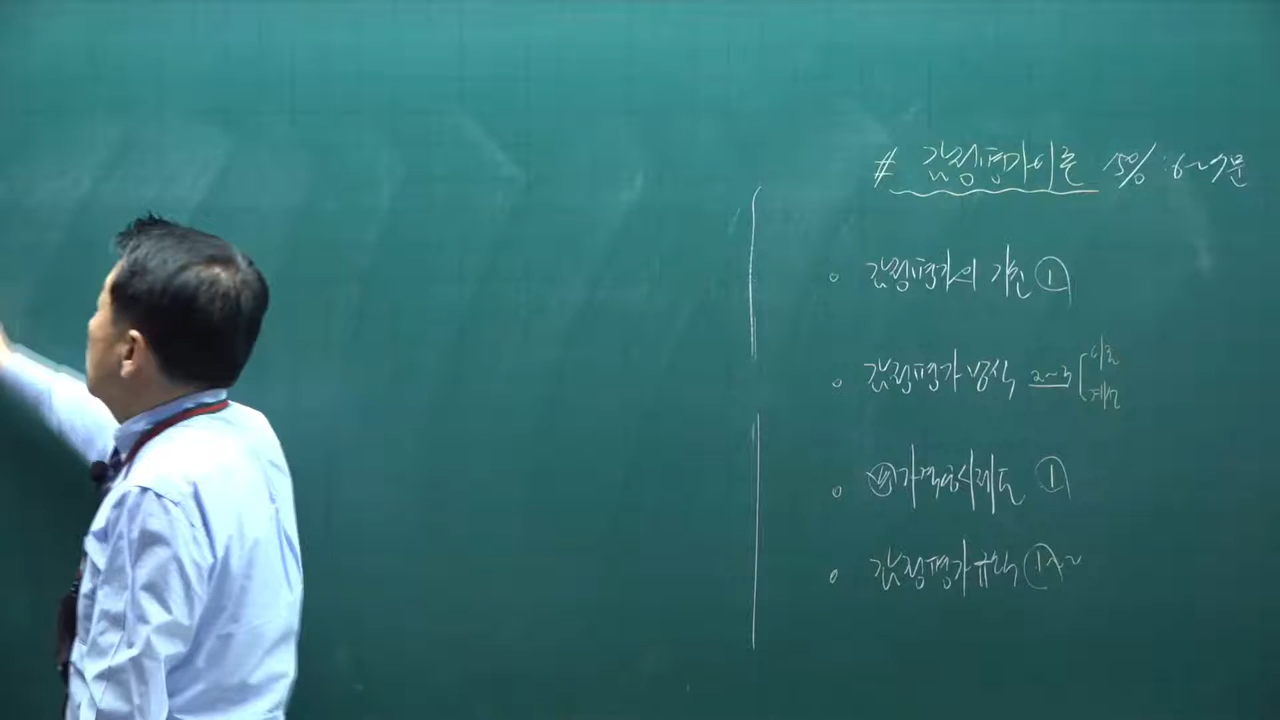 # 감정평가이론 15% : 6~7문
• 감정평가의 기초 ①
• 감정평가방식 2~3 [이론
계산
• ㊒가격공시제도 ①
• 감정평가규칙 ①~2